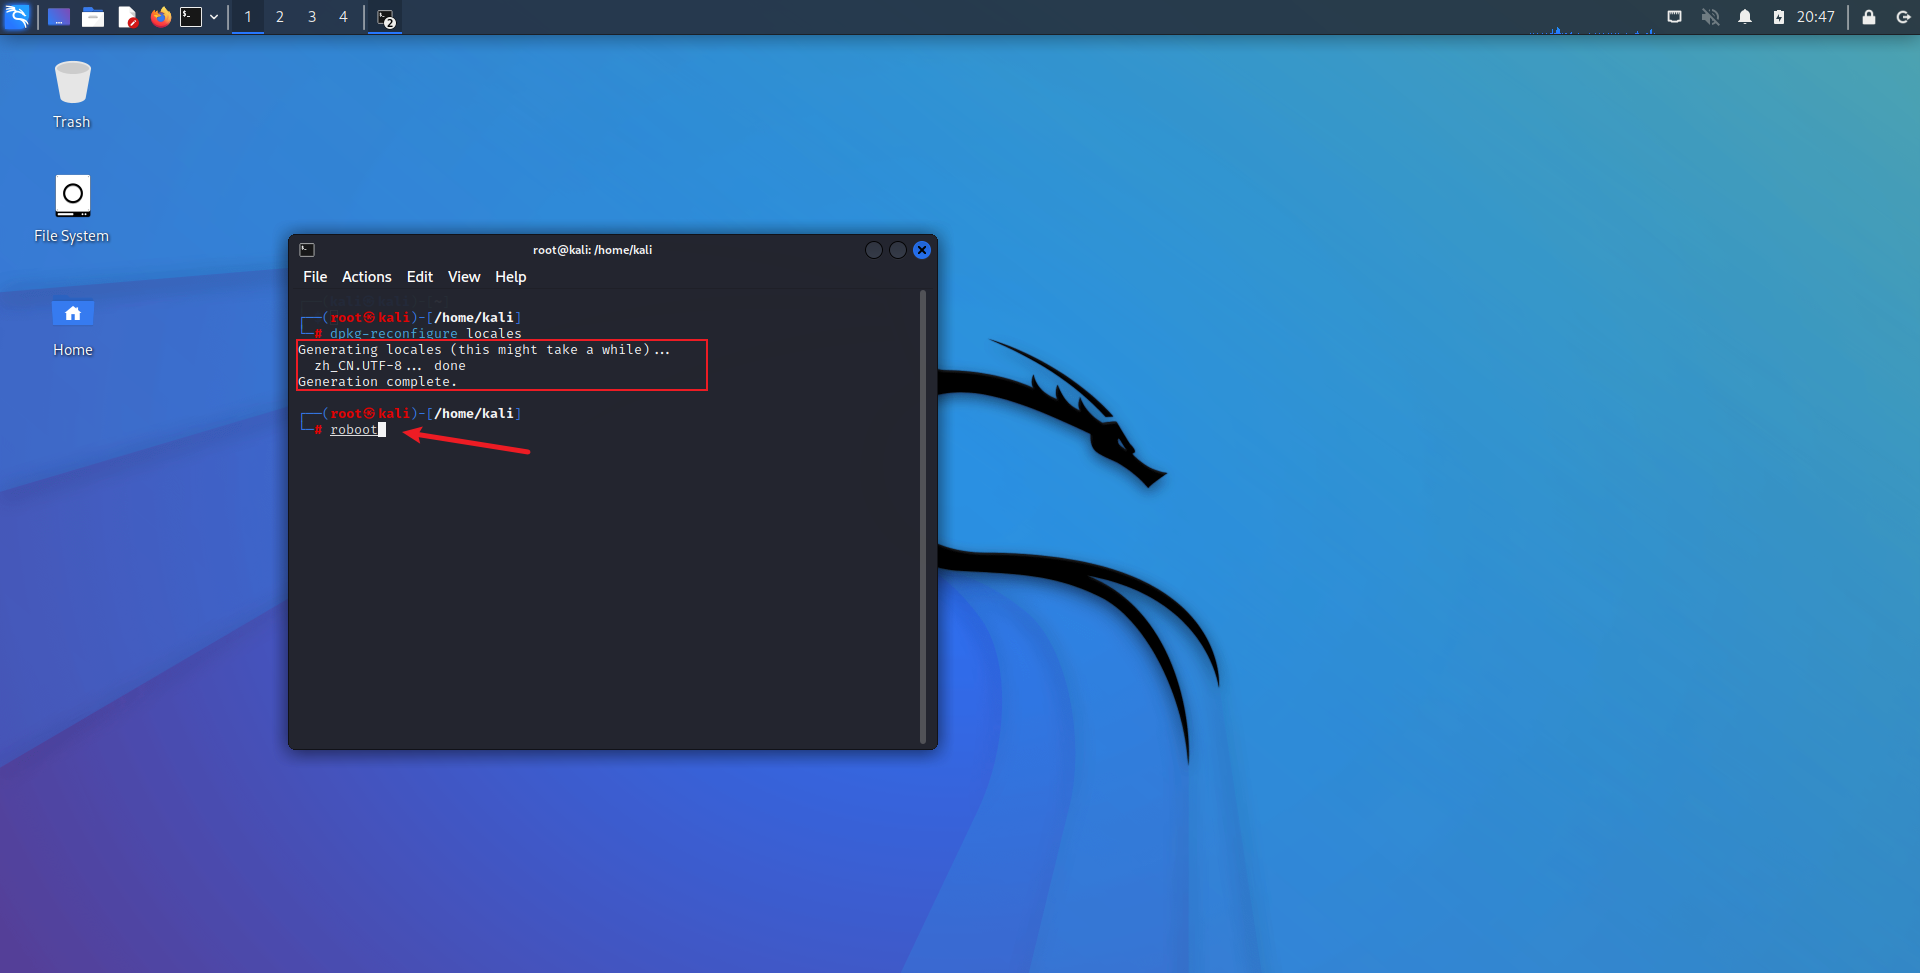 1 2 3 4 2 20:47
Trash
File System
Home
root@kali: /home/kali
File Actions Edit View Help
┌──(root㉿kali)-[/home/kali]
└─# dpkg-reconfigure locales
Generating locales (this might take a while)...
zh_CN.UTF-8... done
Generation complete.
┌──(root㉿kali)-[/home/kali]
└─# roboot